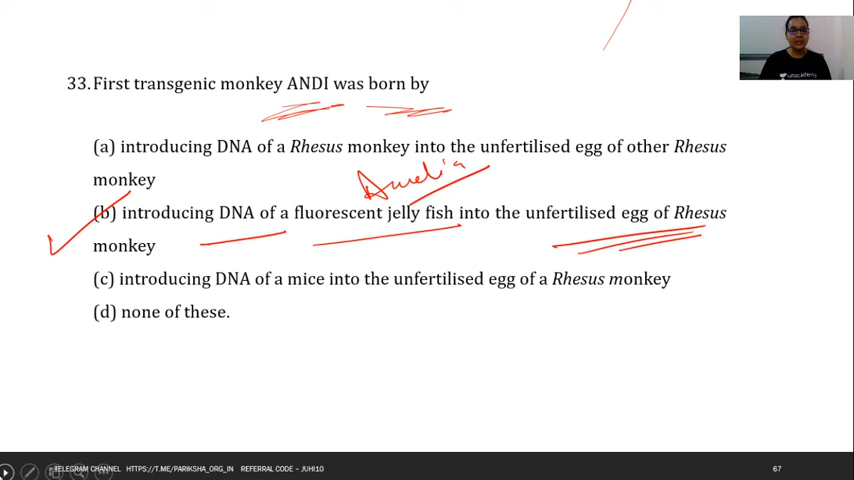 unacademy
33. First transgenic monkey ANDI was born by
(a) introducing DNA of a Rhesus monkey into the unfertilised egg of other Rhesus
monkey
Amelia
(b) introducing DNA of a fluorescent jelly fish into the unfertilised egg of Rhesus
monkey
(c) introducing DNA of a mice into the unfertilised egg of a Rhesus monkey
(d) none of these.
TELEGRAM CHANNEL HTTPS://T.ME/PARIKSHA_ORG_IN REFERRAL CODE – JUHI10 67